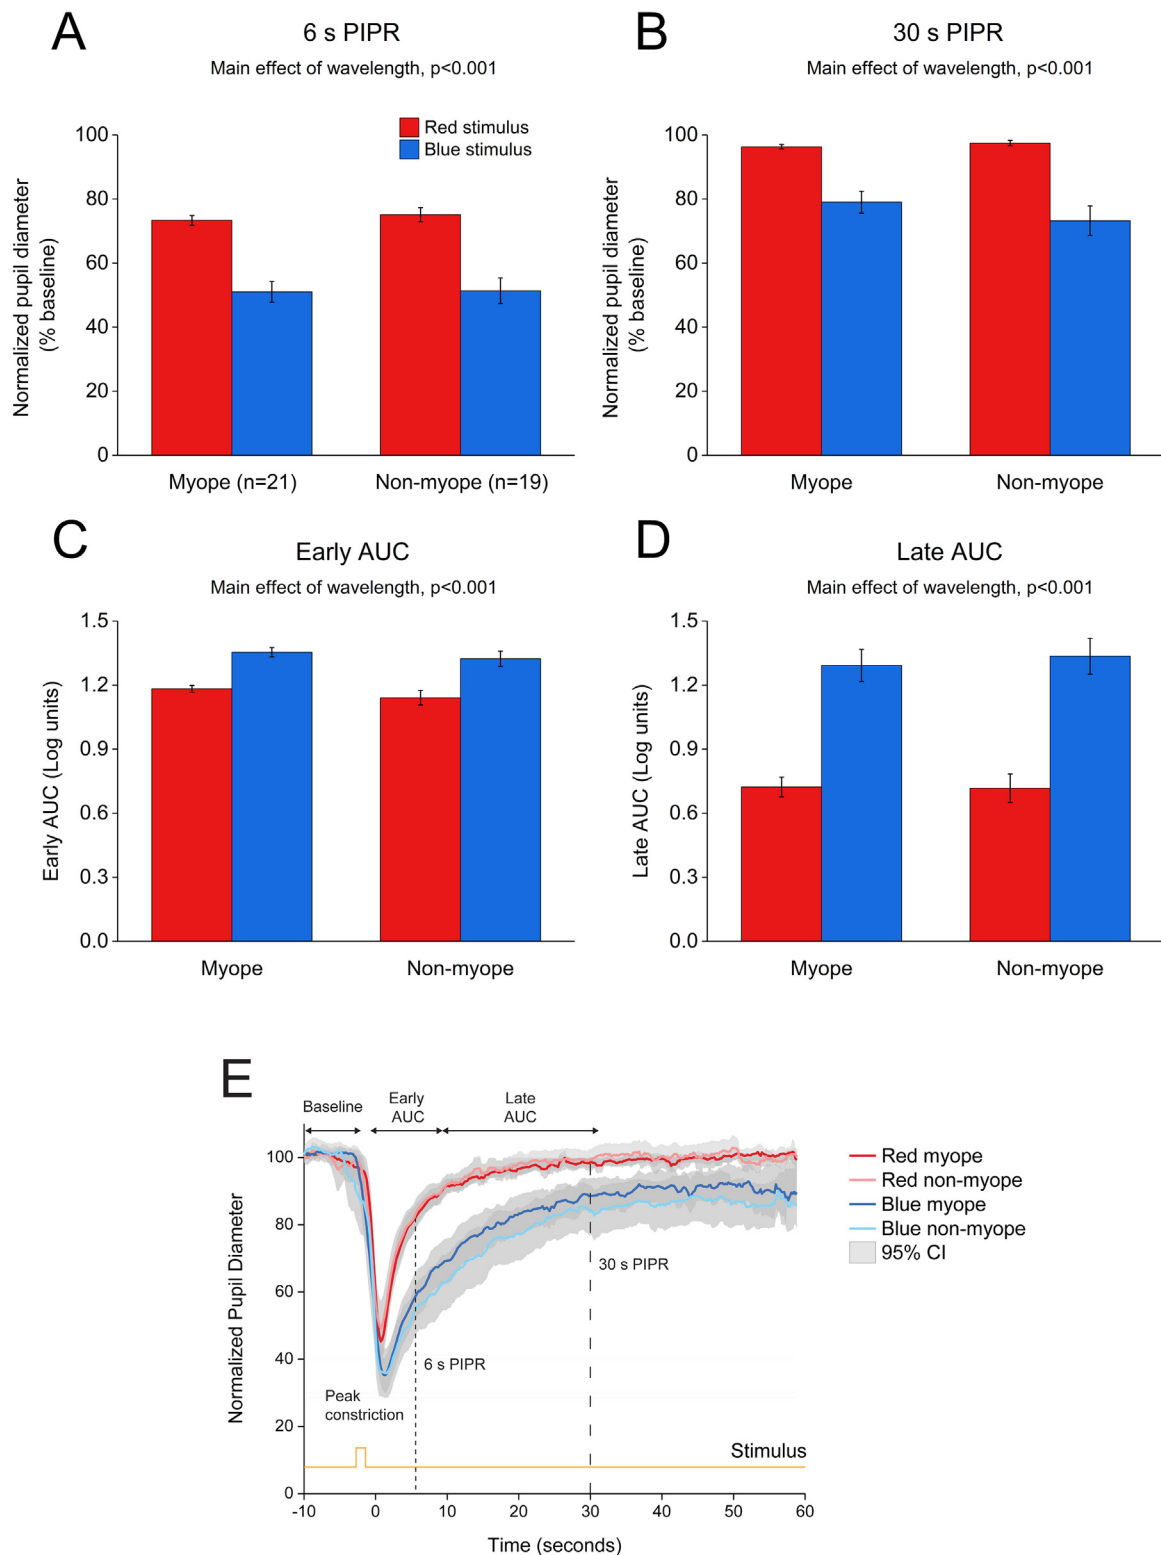 A
6 s PIPR
Main effect of wavelength, p<0.001
Red stimulus
Blue stimulus
Normalized pupil diameter
(% baseline)
100
80
60
40
20
0
Myope (n=21)
Non-myope (n=19)
B
30 s PIPR
Main effect of wavelength, p<0.001
Normalized pupil diameter
(% baseline)
100
80
60
40
20
0
Myope
Non-myope
C
Early AUC
Main effect of wavelength, p<0.001
Early AUC (Log units)
1.5
1.2
0.9
0.6
0.3
0.0
Myope
Non-myope
D
Late AUC
Main effect of wavelength, p<0.001
Late AUC (Log units)
1.5
1.2
0.9
0.6
0.3
0.0
Myope
Non-myope
E
Baseline
Early
AUC
Late
AUC
Normalized Pupil Diameter
100
80
60
40
20
0
30 s PIPR
6 s PIPR
Peak
constriction
Stimulus
-10
0
10
20
30
40
50
60
Time (seconds)
Red myope
Red non-myope
Blue myope
Blue non-myope
95% CI